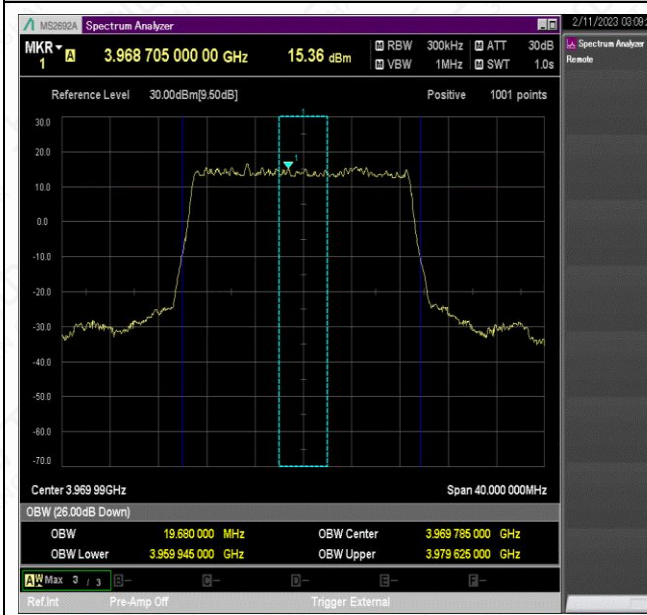 MS2692A Spectrum Analyzer 2/11/2023 03:09:2
MKR 1 A 3.968 705 000 00 GHz 15.36 dBm M RBW 300kHz M ATT 30dB
M VBW 1MHz M SWT 1.0s
Spectrum Analyzer
Remote
Reference Level 30.00dBm[9.50dB] Positive 1001 points
1
30.0
20.0
1
10.0
0.0
-10.0
-20.0
-30.0
-40.0
-50.0
-60.0
-70.0
Center 3.969 99GHz Span 40.000 000MHz
OBW (26.00dB Down)
OBW 19.680 000 MHz OBW Center 3.969 785 000 GHz
OBW Lower 3.959 945 000 GHz OBW Upper 3.979 625 000 GHz
A W Max 3 / 3 B- C- D- E- F-
Ref.Int Pre-Amp Off Trigger External